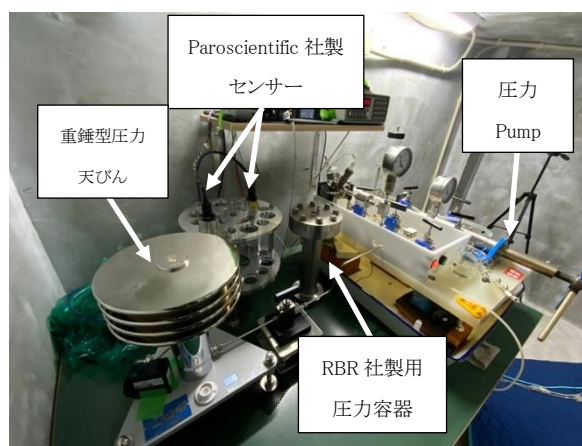 Paroscientific 社製
センサー
圧力
Pump
重錘型圧力
天びん
RBR 社製用
圧力容器